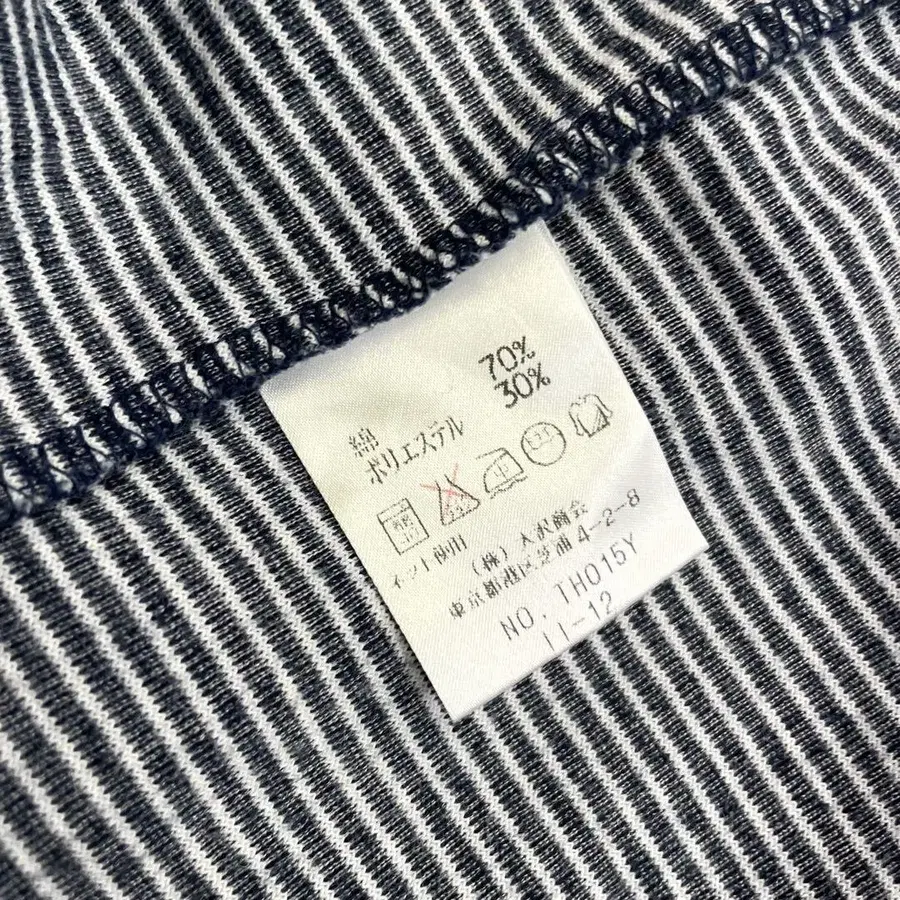 綿 70%
ポリエステル 30%
ネット使用
(株) 大沢商会
東京都港区芝浦 4-2-8
NO. TH015Y
11-12